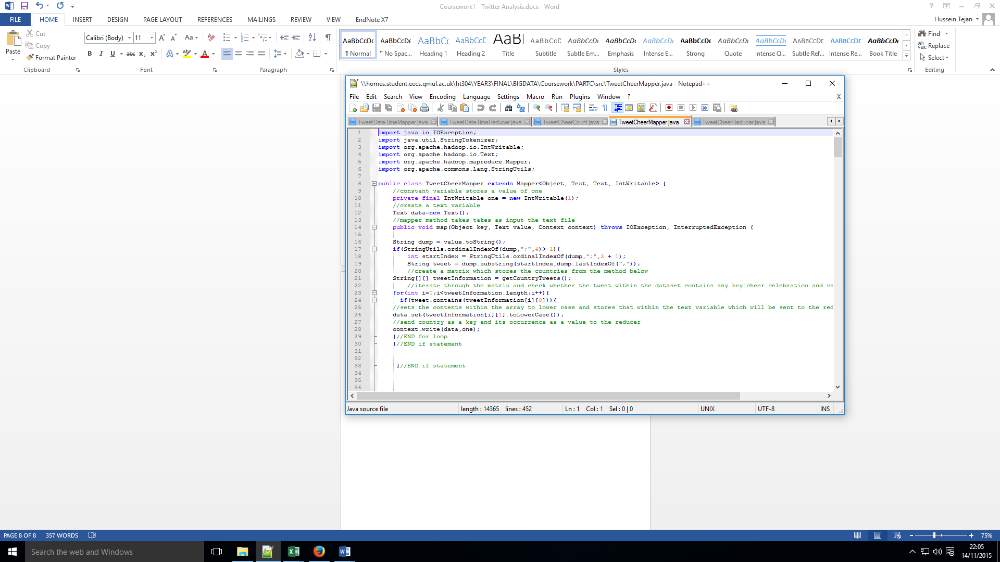 Coursework1 - Twitter Analysis.docx - Word
FILE HOME INSERT DESIGN PAGE LAYOUT REFERENCES MAILINGS REVIEW VIEW EndNote X7
Hussein Tejan
Paste
Cut
Copy
Format Painter
Clipboard
Calibri (Body) 11
Font
Paragraph
AaBbCcDc AaBbCcDc AaBbCc AaBbCcD AaBl AaBbCcD AaBbCcDc AaBbCcDc AaBbCcDc AaBbCcDc AaBbCcDc AaBbCcDc AABBCCDE AABBCCDE AaBbCcDc
¶ Normal ¶ No Spac... Heading 1 Heading 2 Title Subtitle Subtle Em... Emphasis Intense E... Strong Quote Intense Q... Subtle Ref... Intense Re... Book Title
Styles
Find
Replace
Select
Editing
\\homes.student.eecs.qmul.ac.uk\ht304\YEAR3\FINAL\BIGDATA\Coursework\PARTC\src\TweetCheerMapper.java - Notepad++
File Edit Search View Encoding Language Settings Macro Run Plugins Window ? X
TweetDateTimeMapper.java TweetDateTimeReducer.java TweetCheerCount.java TweetCheerMapper.java TweetCheerReducer.java
1 import java.io.IOException;
2 import java.util.StringTokenizer;
3 import org.apache.hadoop.io.IntWritable;
4 import org.apache.hadoop.io.Text;
5 import org.apache.hadoop.mapreduce.Mapper;
6 import org.apache.commons.lang.StringUtils;
7
8 public class TweetCheerMapper extends Mapper<Object, Text, Text, IntWritable> {
9 //constant variable stores a value of one
10 private final IntWritable one = new IntWritable(1);
11 //create a text variable
12 Text data=new Text();
13 //mapper method takes takes as input the text file
14 public void map(Object key, Text value, Context context) throws IOException, InterruptedException {
15
16 String dump = value.toString();
17 if(StringUtils.ordinalIndexOf(dump,";",4)>-1){
18 int startIndex = StringUtils.ordinalIndexOf(dump,";",3 + 1);
19 String tweet = dump.substring(startIndex,dump.lastIndexOf(";"));
20 //create a matrix which stores the countries from the method below
21 String[][] tweetInformation = getCountryTweets();
22 //iterate through the matrix and check whether the tweet within the dataset contains any key:cheer celebration and va
23 for(int i=0;i<tweetInformation.length;i++){
24 if(tweet.contains(tweetInformation[i][0])){
25 //sets the contents within the array to lower case and stores that within the text variable which will be sent to the red
26 data.set(tweetInformation[i][1].toLowerCase());
27 //send country as a key and its occurrence as a value to the reducer
28 context.write(data,one);
29 }//END for loop
30 }//END if statement
31
32
33 }//END if statement
34
35
36
Java source file length : 14365 lines : 452 Ln : 1 Col : 1 Sel : 0 | 0 UNIX UTF-8 INS
PAGE 8 OF 8 357 WORDS 75%
Search the web and Windows
22:05
14/11/2015